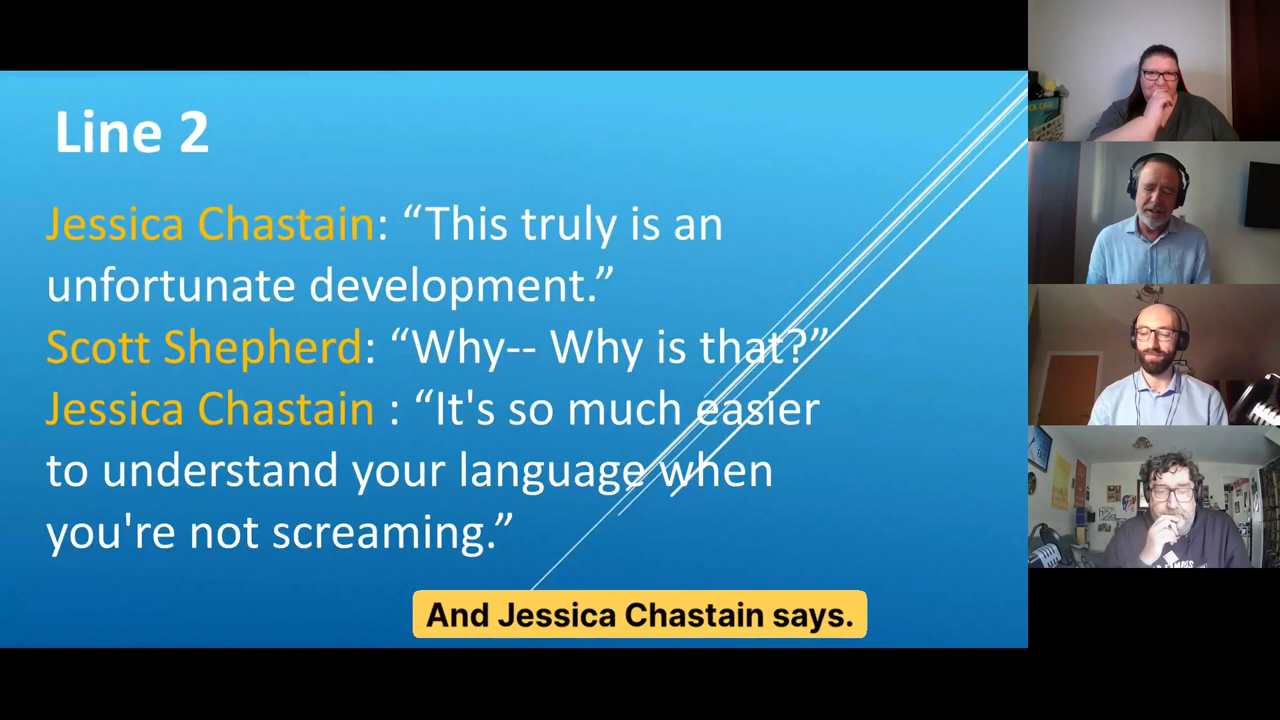 Line 2
Jessica Chastain: “This truly is an
unfortunate development.”
Scott Shepherd: “Why-- Why is that?”
Jessica Chastain : “It's so much easier
to understand your language when
you're not screaming.”
And Jessica Chastain says.